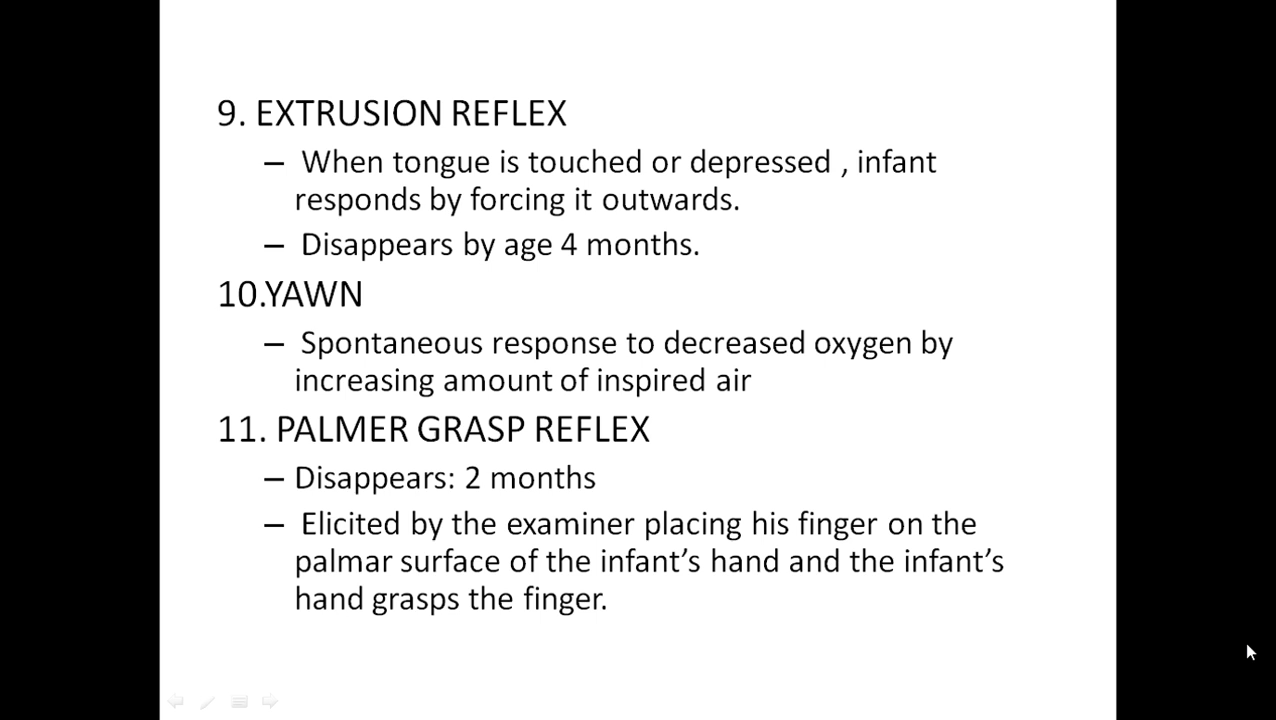 9. EXTRUSION REFLEX
– When tongue is touched or depressed , infant
responds by forcing it outwards.
– Disappears by age 4 months.
10.YAWN
– Spontaneous response to decreased oxygen by
increasing amount of inspired air
11. PALMER GRASP REFLEX
– Disappears: 2 months
– Elicited by the examiner placing his finger on the
palmar surface of the infant’s hand and the infant’s
hand grasps the finger.